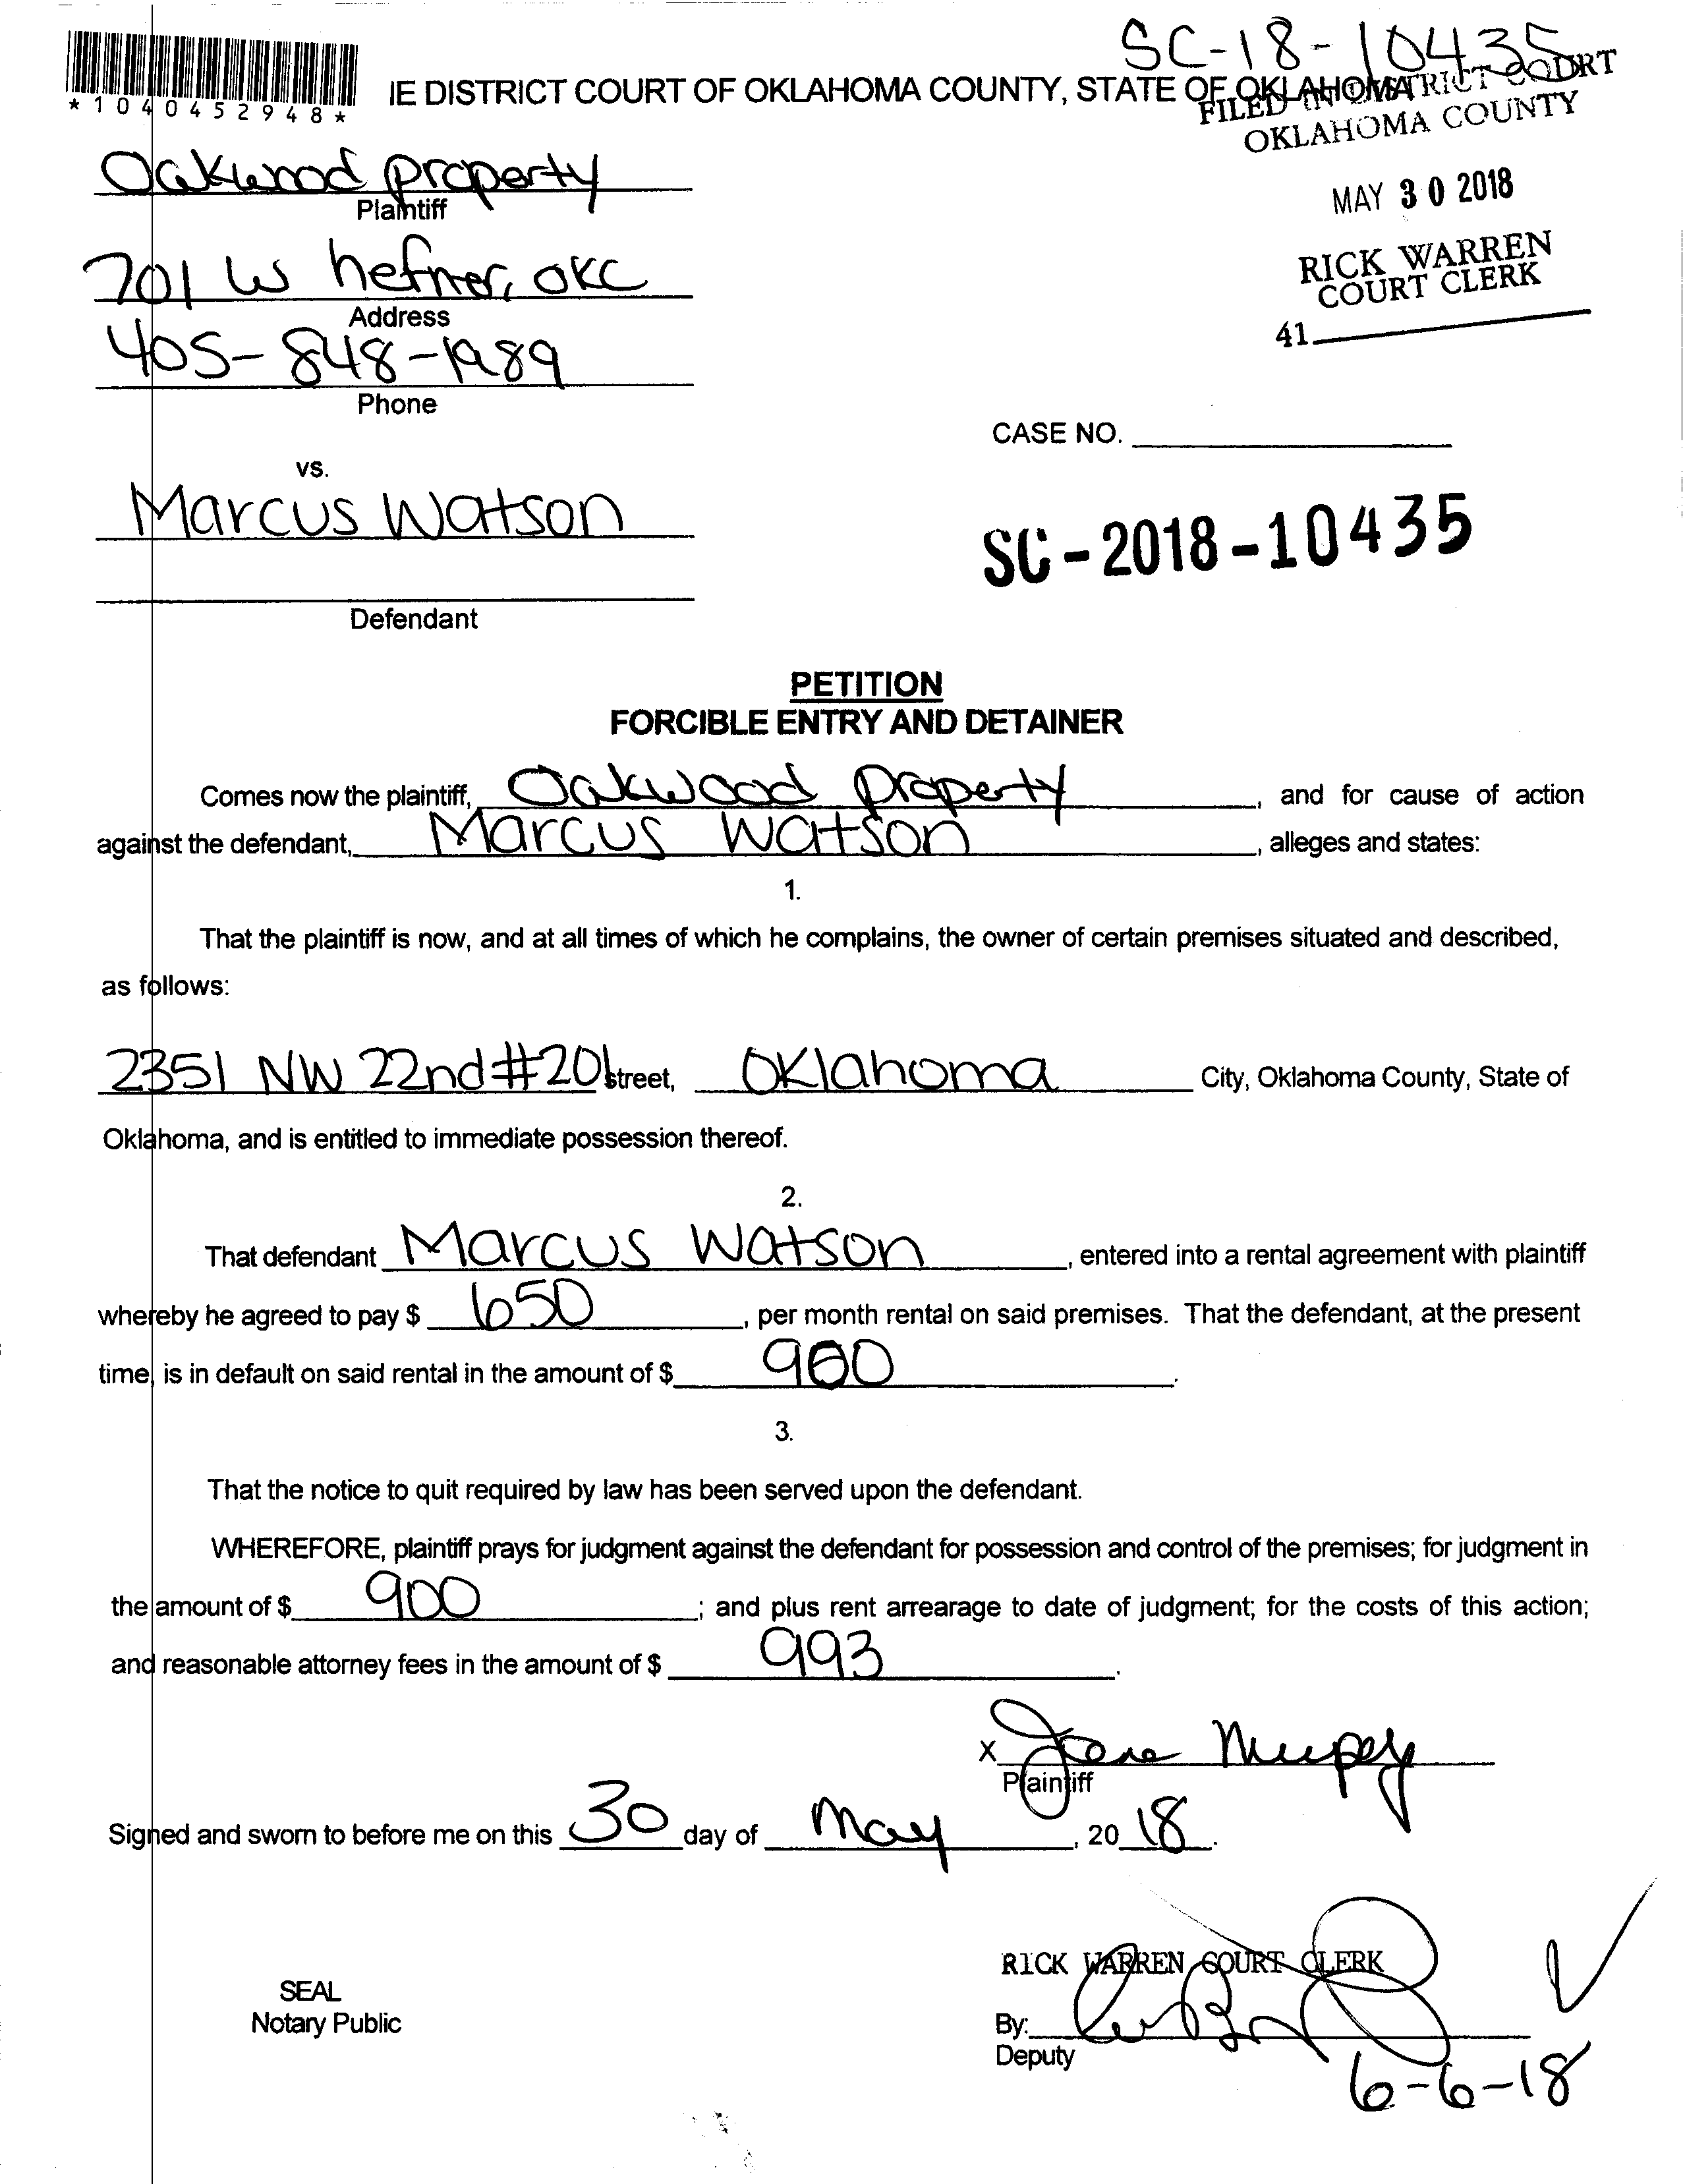 SC-18-10435
*1040452948*
IE DISTRICT COURT OF OKLAHOMA COUNTY, STATE OF OKLAHOMA
FILED IN DISTRICT COURT
OKLAHOMA COUNTY
MAY 30 2018
RICK WARREN
COURT CLERK
41
Oakwood property
Plaintiff
701 W hefner, OKC
Address
405-848-1989
Phone
CASE NO.
vs.
Marcus Watson
SC-2018-10435
Defendant
PETITION
FORCIBLE ENTRY AND DETAINER
Comes now the plaintiff, Oakwood property, and for cause of action
against the defendant, Marcus Watson, alleges and states:
1.
That the plaintiff is now, and at all times of which he complains, the owner of certain premises situated and described,
as follows:
2351 NW 22nd #201 street, Oklahoma City, Oklahoma County, State of
Oklahoma, and is entitled to immediate possession thereof.
2.
That defendant Marcus Watson, entered into a rental agreement with plaintiff
whereby he agreed to pay $ 650, per month rental on said premises. That the defendant, at the present
time, is in default on said rental in the amount of $ 900.
3.
That the notice to quit required by law has been served upon the defendant.
WHEREFORE, plaintiff prays for judgment against the defendant for possession and control of the premises; for judgment in
the amount of $ 900; and plus rent arrearage to date of judgment; for the costs of this action;
and reasonable attorney fees in the amount of $ 993.
x
Plaintiff
Signed and sworn to before me on this 30 day of May, 2018.
RICK WARREN COURT CLERK
SEAL
Notary Public
By:
Deputy
6-6-18